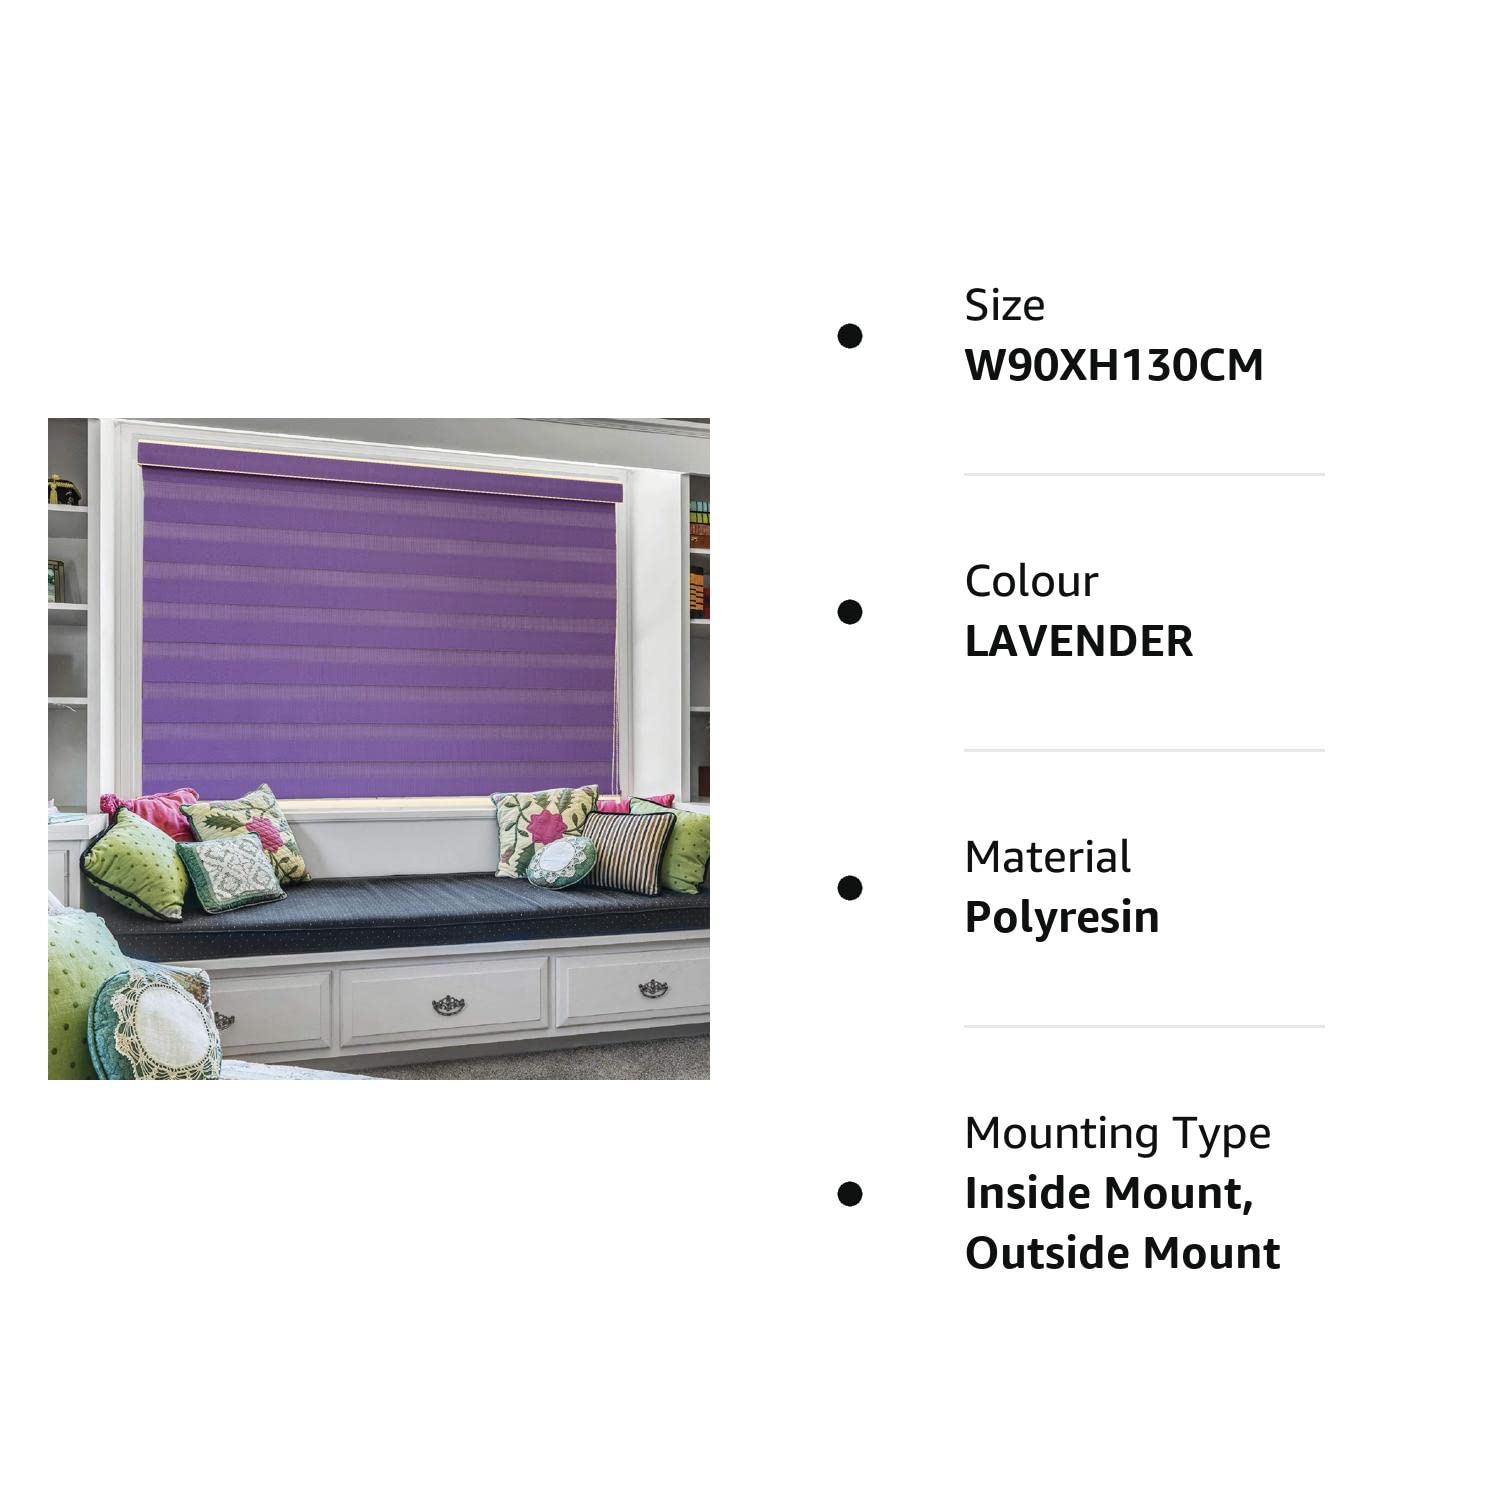 Size
W90XH130CM
Colour
LAVENDER
Material
Polyresin
Mounting Type
Inside Mount,
Outside Mount